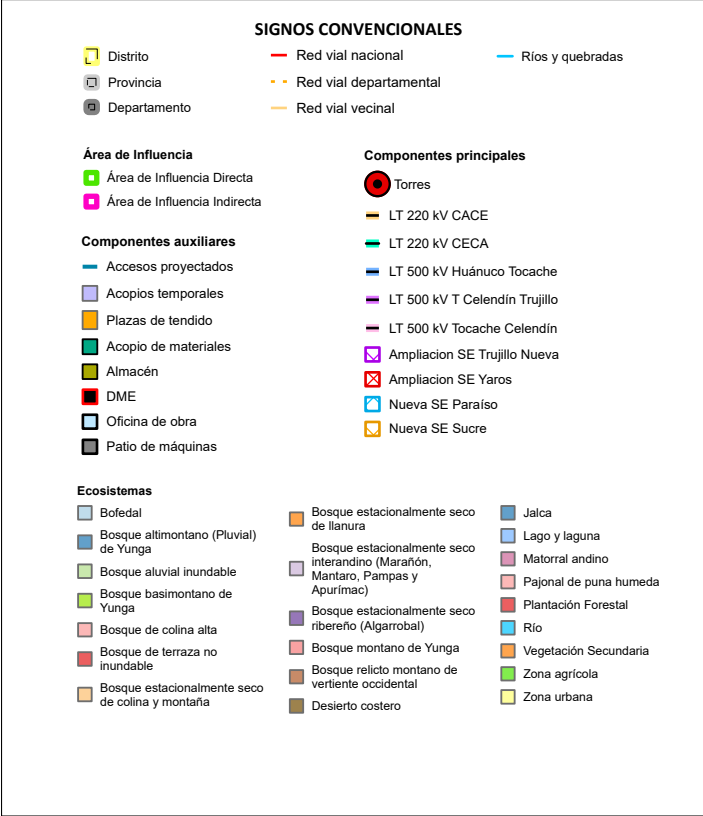 SIGNOS CONVENCIONALES
Distrito
Provincia
Departamento
Red vial nacional
Red vial departamental
Red vial vecinal
Ríos y quebradas
Área de Influencia
Área de Influencia Directa
Área de Influencia Indirecta
Componentes auxiliares
Accesos proyectados
Acopios temporales
Plazas de tendido
Acopio de materiales
Almacén
DME
Oficina de obra
Patio de máquinas
Componentes principales
Torres
LT 220 kV CACE
LT 220 kV CECA
LT 500 kV Huánuco Tocache
LT 500 kV T Celendín Trujillo
LT 500 kV Tocache Celendín
Ampliacion SE Trujillo Nueva
Ampliacion SE Yaros
Nueva SE Paraíso
Nueva SE Sucre
Ecosistemas
Bofedal
Bosque altimontano (Pluvial)
de Yunga
Bosque aluvial inundable
Bosque basimontano de
Yunga
Bosque de colina alta
Bosque de terraza no
inundable
Bosque estacionalmente seco
de colina y montaña
Bosque estacionalmente seco
de llanura
Bosque estacionalmente seco
interandino (Marañón,
Mantaro, Pampas y
Apurímac)
Bosque estacionalmente seco
ribereño (Algarrobal)
Bosque montano de Yunga
Bosque relicto montano de
vertiente occidental
Desierto costero
Jalca
Lago y laguna
Matorral andino
Pajonal de puna humeda
Plantación Forestal
Río
Vegetación Secundaria
Zona agrícola
Zona urbana